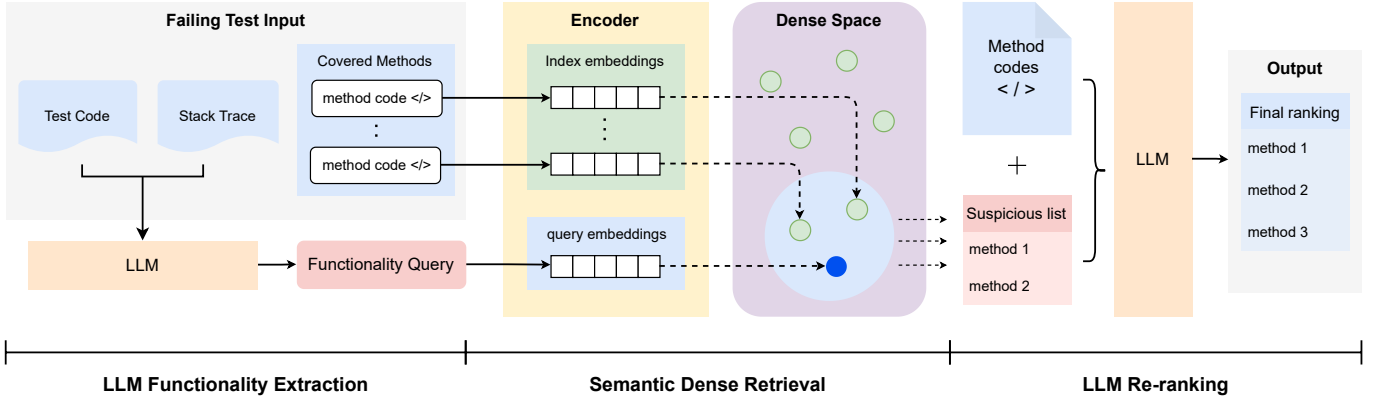 Failing Test Input
Test Code
Stack Trace
Covered Methods
method code </>
:
method code </>
LLM
Functionality Query
Encoder
Index embeddings
query embeddings
Dense Space
Method
codes
< / >
+
Suspicious list
method 1
method 2
LLM
Output
Final ranking
method 1
method 2
method 3
LLM Functionality Extraction
Semantic Dense Retrieval
LLM Re-ranking